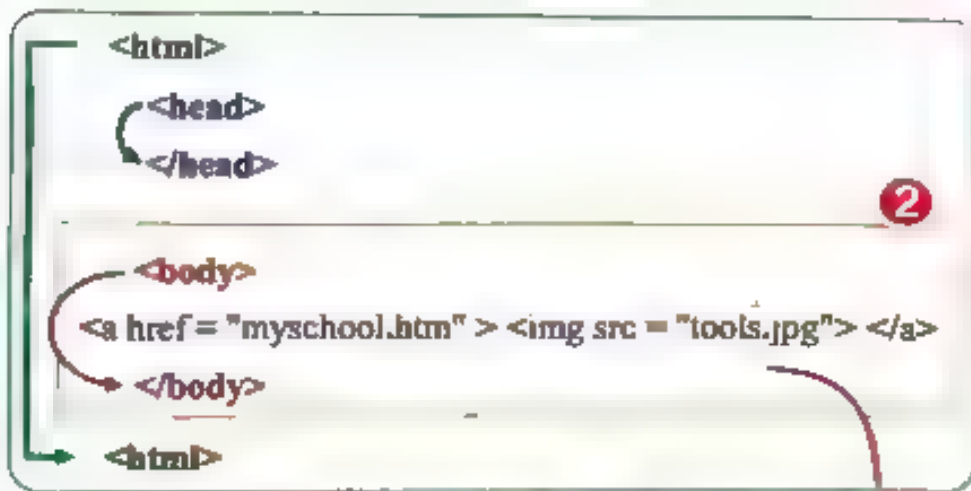 <html>
<head>
</head>
2
<body>
<a href = "myschool.htm" > <img src = "tools.jpg"> </a>
</body>
<html>